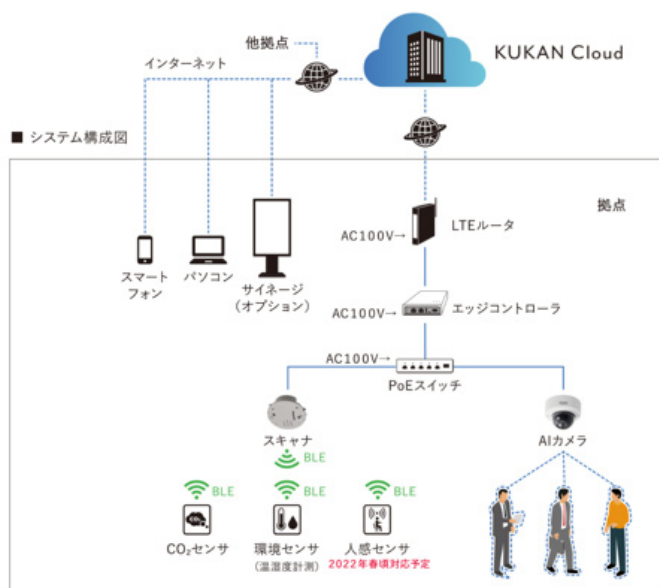 他拠点
KUKAN Cloud
インターネット
■ システム構成図
拠点
LTEルータ
AC100V→
スマート
フォン
パソコン
サイネージ
(オプション)
AC100V→
エッジコントローラ
AC100V→
PoEスイッチ
スキャナ
AIカメラ
BLE
BLE
BLE
BLE
CO₂センサ
環境センサ
(温湿度計測)
人感センサ
2022年春頃対応予定